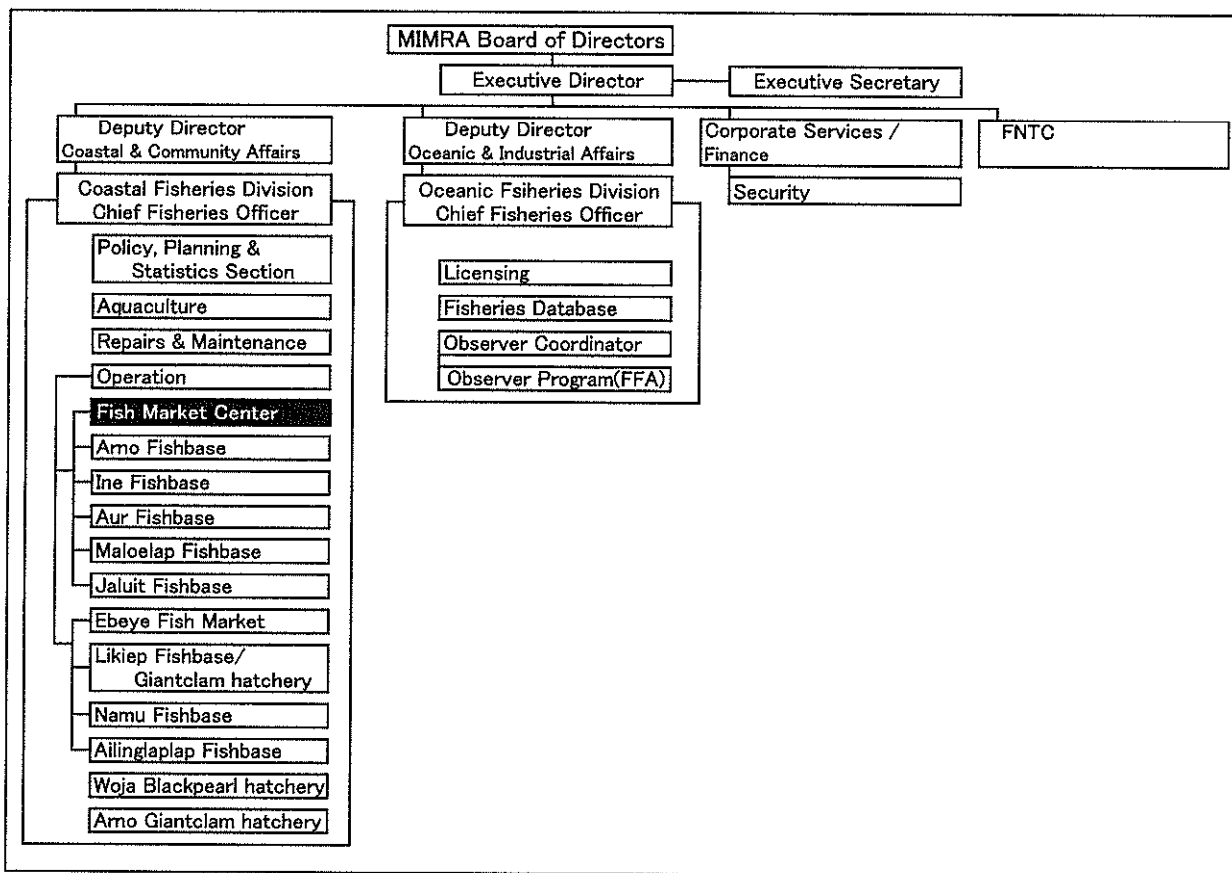 MIMRA Board of Directors
Executive Director
Executive Secretary
Deputy Director
Coastal & Community Affairs
Deputy Director
Oceanic & Industrial Affairs
Corporate Services /
Finance
FNTC
Coastal Fisheries Division
Chief Fisheries Officer
Oceanic Fsiheries Division
Chief Fisheries Officer
Security
Policy, Planning &
Statistics Section
Aquaculture
Repairs & Maintenance
Operation
Fish Market Center
Arno Fishbase
Ine Fishbase
Aur Fishbase
Maloelap Fishbase
Jaluit Fishbase
Ebeye Fish Market
Likiep Fishbase/
Giantclam hatchery
Namu Fishbase
Ailinglaplap Fishbase
Woja Blackpearl hatchery
Arno Giantclam hatchery
Licensing
Fisheries Database
Observer Coordinator
Observer Program(FFA)